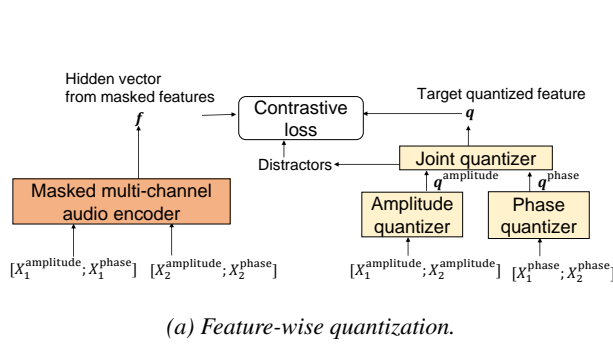 Hidden vector
from masked features
f
Contrastive
loss
Target quantized feature
q
Distractors
Joint quantizer
q^amplitude
q^phase
Masked multi-channel
audio encoder
Amplitude
quantizer
Phase
quantizer
[X_1^amplitude; X_1^phase]
[X_2^amplitude; X_2^phase]
[X_1^amplitude; X_2^amplitude]
[X_1^phase; X_2^phase]
(a) Feature-wise quantization.